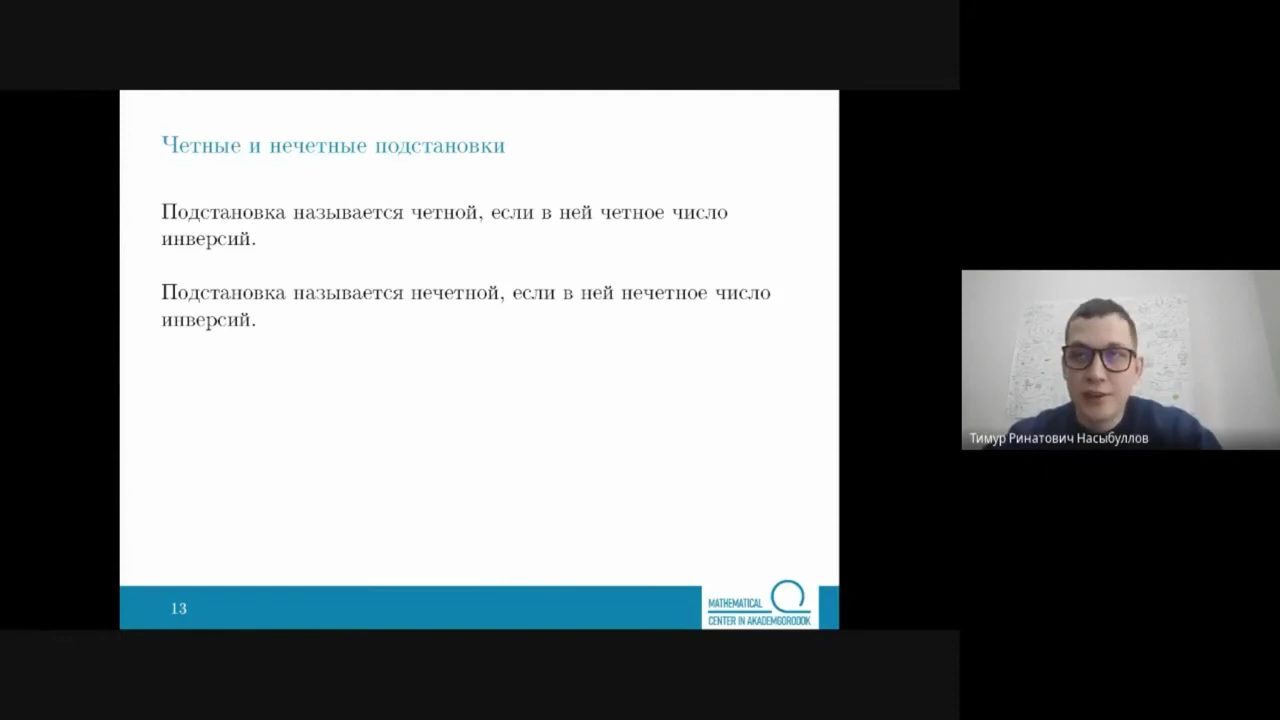 Четные и нечетные подстановки
Подстановка называется четной, если в ней четное число
инверсий.
Подстановка называется нечетной, если в ней нечетное число
инверсий.
13
MATHEMATICAL
CENTER IN AKADEMGORODOK
Тимур Ринатович Насыбуллов